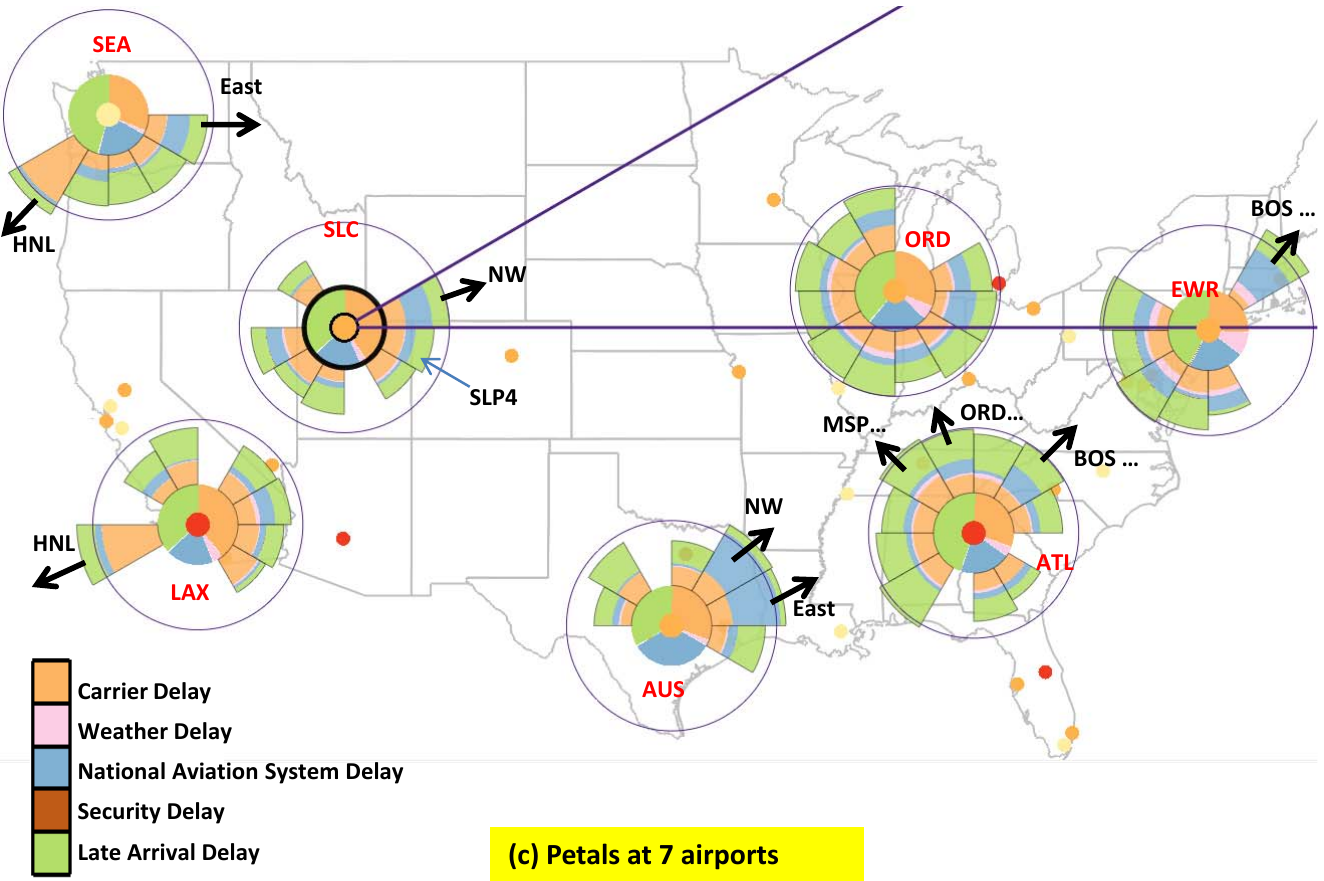 SEA
East
HNL
SLC
NW
SLP4
ORD
BOS ...
EWR
MSP...
ORD...
BOS ...
ATL
HNL
LAX
NW
East
AUS
Carrier Delay
Weather Delay
National Aviation System Delay
Security Delay
Late Arrival Delay
(c) Petals at 7 airports